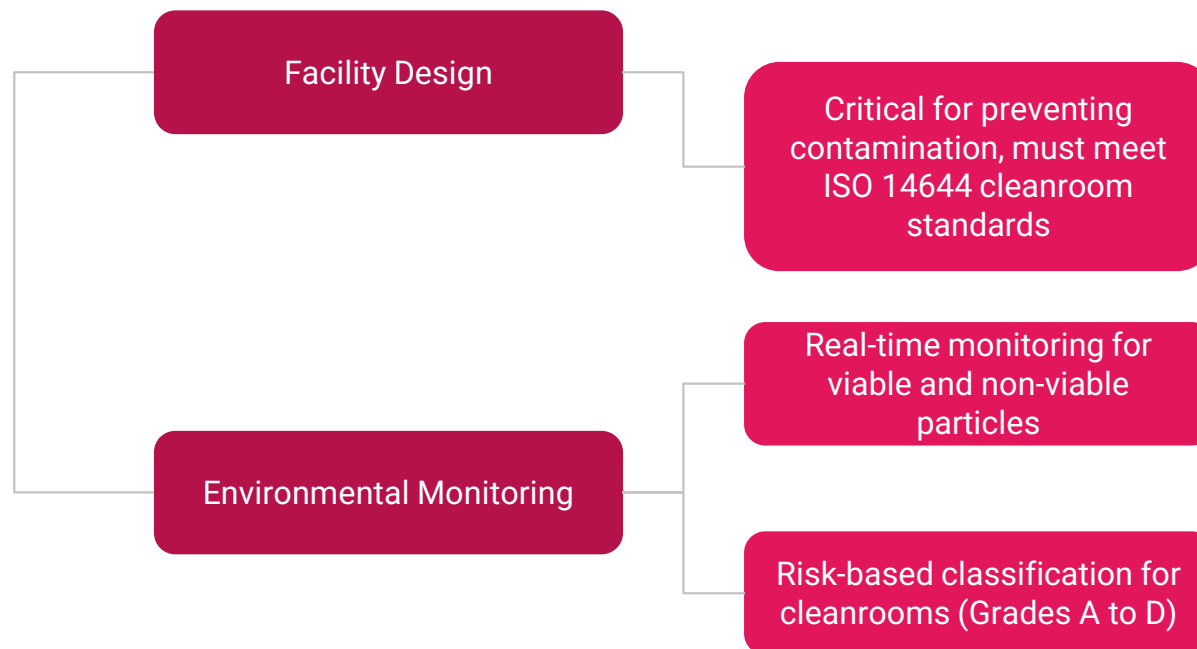 Facility Design
Critical for preventing
contamination, must meet
ISO 14644 cleanroom
standards
Real-time monitoring for
viable and non-viable
particles
Environmental Monitoring
Risk-based classification for
cleanrooms (Grades A to D)